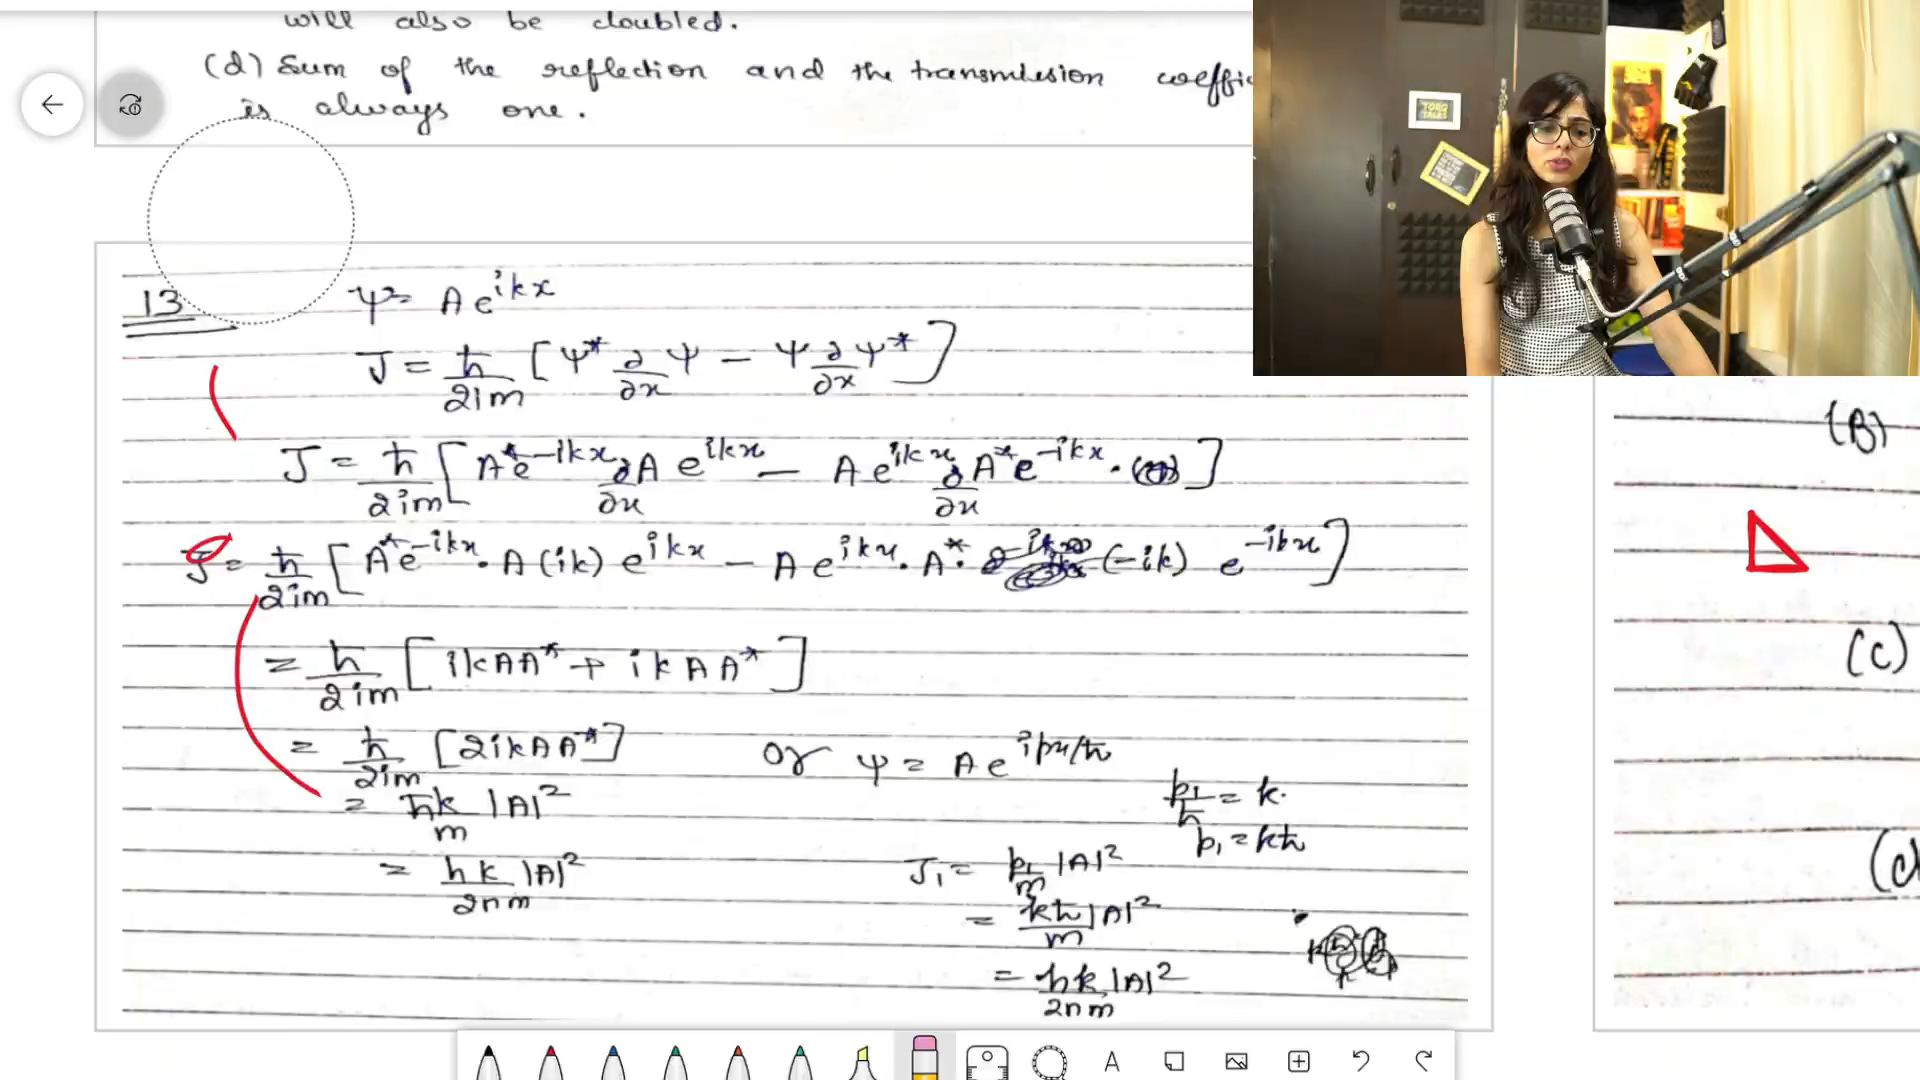 will also be doubled.
(d) Sum of the reflection and the transmission coeffic
is always one.
TORQ TALKS
13
ψ = A e^{ikx}
J = ħ/2im [ψ* ∂/∂x ψ - ψ ∂/∂x ψ*]
J = ħ/2im [A* e^{-ikx} ∂/∂x A e^{ikx} - A e^{ikx} ∂/∂x A* e^{-ikx} · ]
J = ħ/2im [A* e^{-ikx} · A (ik) e^{ikx} - A e^{ikx} · A* · (-ik) e^{-ikx}]
= ħ/2im [ikAA* + ikAA*]
= ħ/2im [2ikAA*] or ψ = A e^{ipx/ħ}
= ħk/m |A|²
p₁/ħ = k.
p₁ = kħ
= hk/2πm |A|²
J₁ = p₁/m |A|²
= kħ/m |A|²
= hk/2πm |A|²
(B)
(c)
(d
A